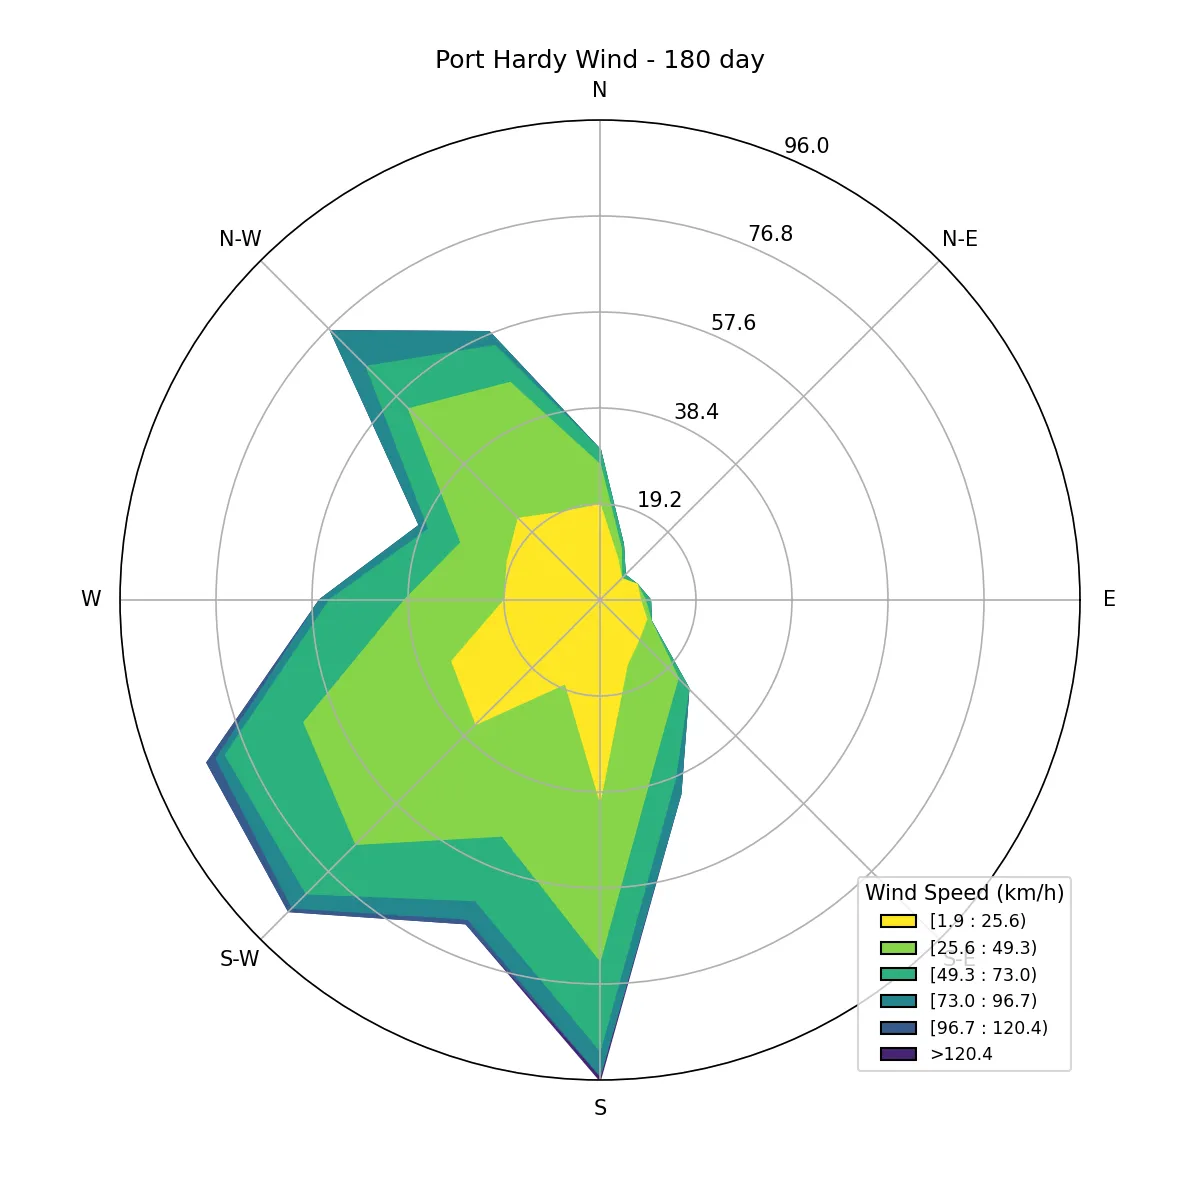 Port Hardy Wind - 180 day
N
96.0
N-W
N-E
76.8
57.6
38.4
19.2
W
E
Wind Speed (km/h)
[1.9 : 25.6)
[25.6 : 49.3)
[49.3 : 73.0)
[73.0 : 96.7)
[96.7 : 120.4)
>120.4
S-W
S-E
S